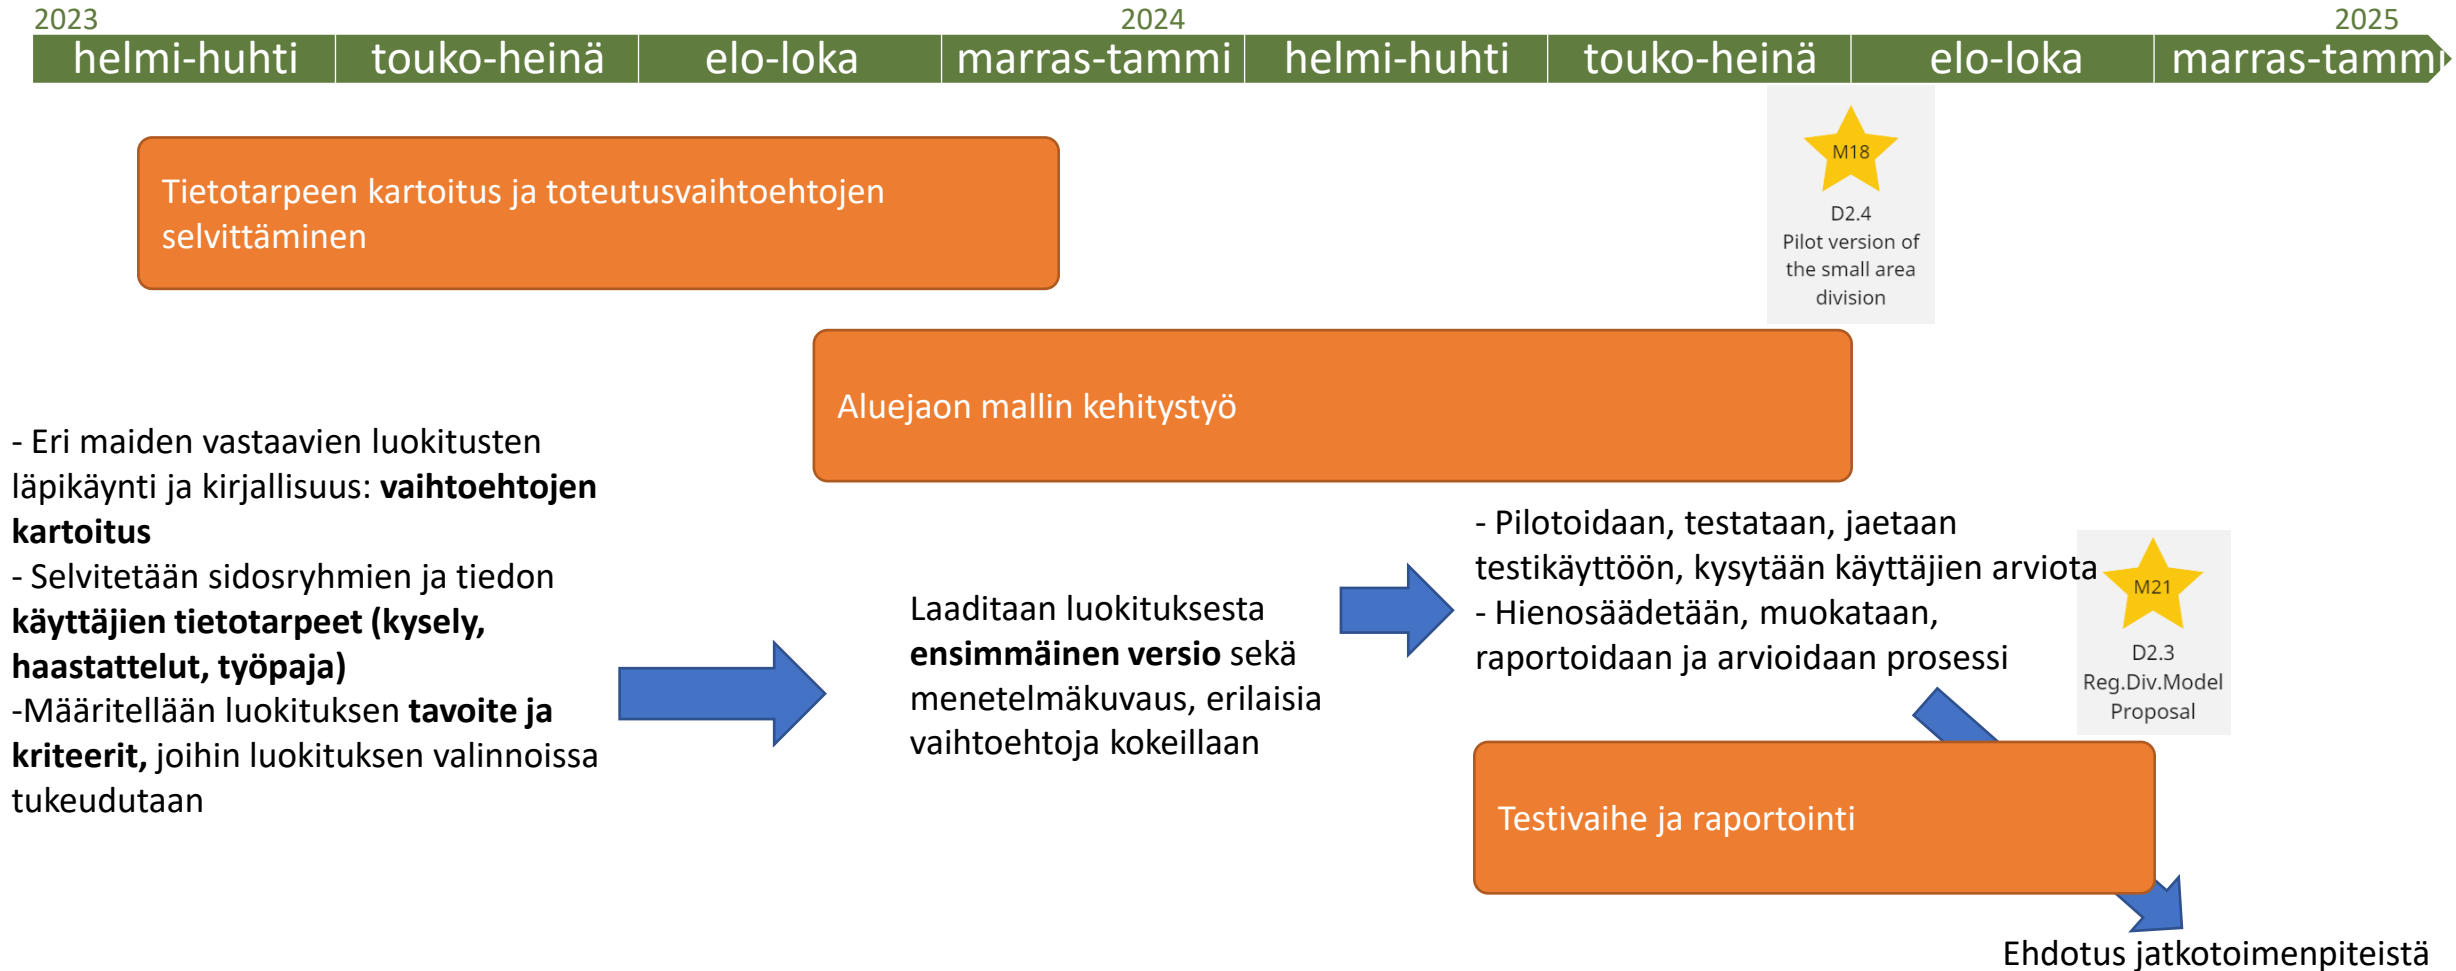 2023
2024
2025
helmi-huhti
touko-heinä
elo-loka
marras-tammi
helmi-huhti
touko-heinä
elo-loka
marras-tammi
Tietotarpeen kartoitus ja toteutusvaihtoehtojen
selvittäminen
M18
D2.4
Pilot version of
the small area
division
Aluejaon mallin kehitystyö
- Eri maiden vastaavien luokitusten
läpikäynti ja kirjallisuus: vaihtoehtojen
kartoitus
- Selvitetään sidosryhmien ja tiedon
käyttäjien tietotarpeet (kysely,
haastattelut, työpaja)
-Määritellään luokituksen tavoite ja
kriteerit, joihin luokituksen valinnoissa
tukeudutaan
Laaditaan luokituksesta
ensimmäinen versio sekä
menetelmäkuvaus, erilaisia
vaihtoehtoja kokeillaan
- Pilotoidaan, testataan, jaetaan
testikäyttöön, kysytään käyttäjien arviota
- Hienosäädetään, muokataan,
raportoidaan ja arvioidaan prosessi
M21
D2.3
Reg.Div.Model
Proposal
Testivaihe ja raportointi
Ehdotus jatkotoimenpiteistä